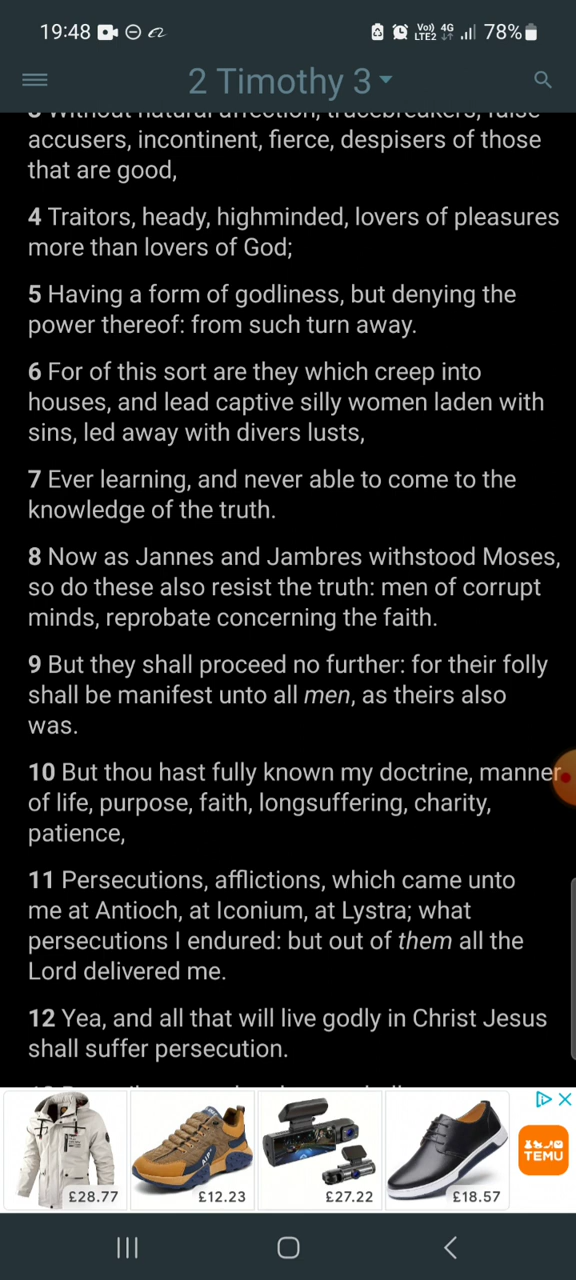 19:48
Vo)) 4G
LTE2 78%
2 Timothy 3
3 Without natural affection, trucebreakers, false
accusers, incontinent, fierce, despisers of those
that are good,
4 Traitors, heady, highminded, lovers of pleasures
more than lovers of God;
5 Having a form of godliness, but denying the
power thereof: from such turn away.
6 For of this sort are they which creep into
houses, and lead captive silly women laden with
sins, led away with divers lusts,
7 Ever learning, and never able to come to the
knowledge of the truth.
8 Now as Jannes and Jambres withstood Moses,
so do these also resist the truth: men of corrupt
minds, reprobate concerning the faith.
9 But they shall proceed no further: for their folly
shall be manifest unto all men, as theirs also
was.
10 But thou hast fully known my doctrine, manner
of life, purpose, faith, longsuffering, charity,
patience,
11 Persecutions, afflictions, which came unto
me at Antioch, at Iconium, at Lystra; what
persecutions I endured: but out of them all the
Lord delivered me.
12 Yea, and all that will live godly in Christ Jesus
shall suffer persecution.
£28.77
£12.23
£27.22
£18.57
TEMU